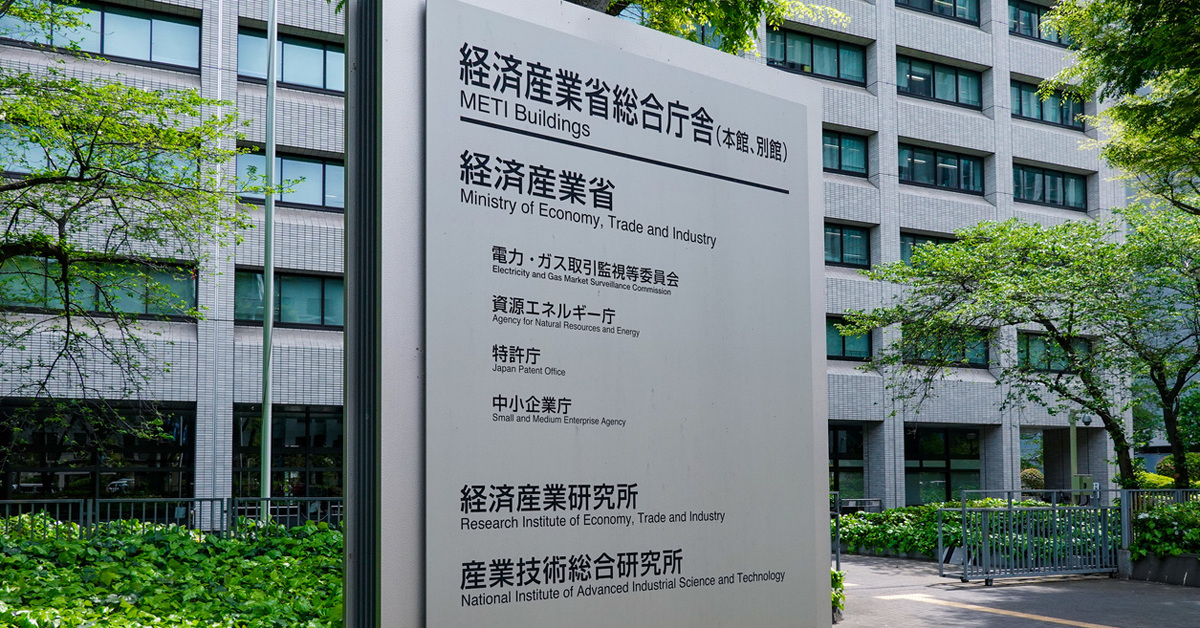 経済産業省総合庁舎(本館、別館)
METI Buildings
経済産業省
Ministry of Economy, Trade and Industry
電力・ガス取引監視等委員会
Electricity and Gas Market Surveillance Commission
資源エネルギー庁
Agency for Natural Resources and Energy
特許庁
Japan Patent Office
中小企業庁
Small and Medium Enterprise Agency
経済産業研究所
Research Institute of Economy, Trade and Industry
産業技術総合研究所
National Institute of Advanced Industrial Science and Technology